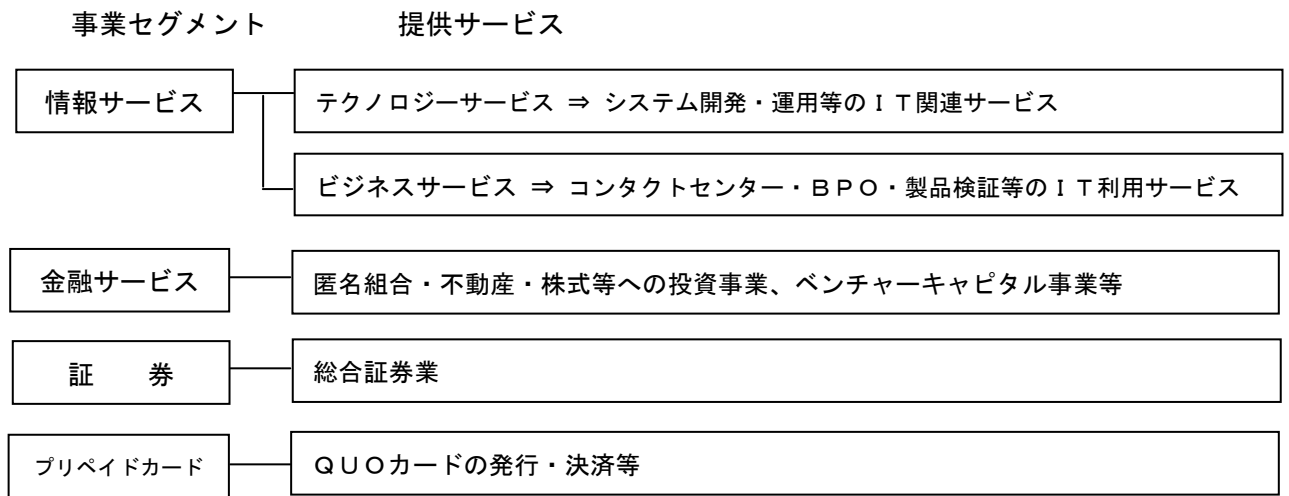 事業セグメント 提供サービス
情報サービス テクノロジーサービス ⇒ システム開発・運用等のＩＴ関連サービス
ビジネスサービス ⇒ コンタクトセンター・ＢＰＯ・製品検証等のＩＴ利用サービス
金融サービス 匿名組合・不動産・株式等への投資事業、ベンチャーキャピタル事業等
証　券 総合証券業
プリペイドカード ＱＵＯカードの発行・決済等